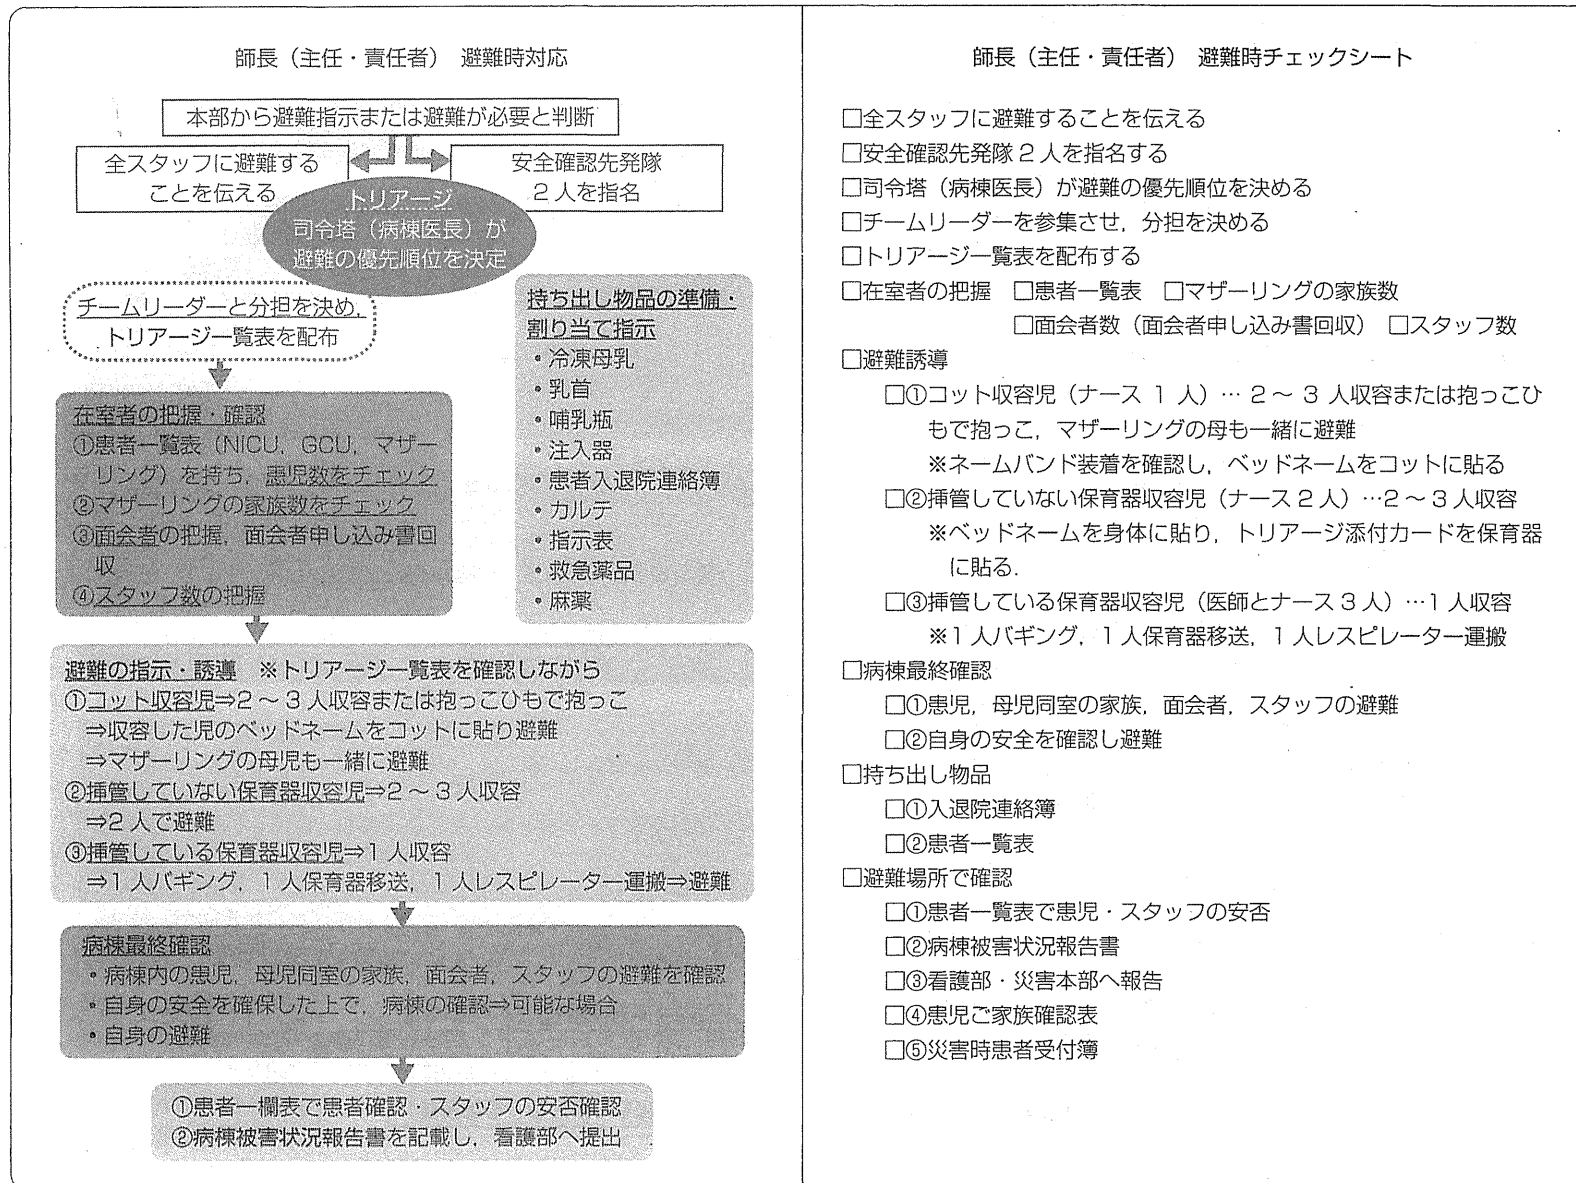 師長（主任・責任者）　避難時対応
本部から避難指示または避難が必要と判断
全スタッフに避難する
ことを伝える
安全確認先発隊
2人を指名
トリアージ
司令塔（病棟医長）が
避難の優先順位を決定
チームリーダーと分担を決め，
トリアージ一覧表を配布
持ち出し物品の準備・
割り当て指示
・冷凍母乳
・乳首
・哺乳瓶
・注入器
・患者入退院連絡簿
・カルテ
・指示表
・救急薬品
・麻薬
在室者の把握・確認
①患者一覧表（NICU，GCU，マザー
リング）を持ち，患児数をチェック
②マザーリングの家族数をチェック
③面会者の把握，面会者申し込み書回
収
④スタッフ数の把握
避難の指示・誘導　※トリアージ一覧表を確認しながら
①コット収容児⇒2～3人収容または抱っこひもで抱っこ
⇒収容した児のベッドネームをコットに貼り避難
⇒マザーリングの母児も一緒に避難
②挿管していない保育器収容児⇒2～3人収容
⇒2人で避難
③挿管している保育器収容児⇒1人収容
⇒1人バギング，1人保育器移送，1人レスピレーター運搬⇒避難
病棟最終確認
・病棟内の患児，母児同室の家族，面会者，スタッフの避難を確認
・自身の安全を確保した上で，病棟の確認⇒可能な場合
・自身の避難
①患者一欄表で患者確認・スタッフの安否確認
②病棟被害状況報告書を記載し，看護部へ提出
師長（主任・責任者）　避難時チェックシート
□全スタッフに避難することを伝える
□安全確認先発隊2人を指名する
□司令塔（病棟医長）が避難の優先順位を決める
□チームリーダーを参集させ，分担を決める
□トリアージ一覧表を配布する
□在室者の把握　□患者一覧表　□マザーリングの家族数
□面会者数（面会者申し込み書回収）　□スタッフ数
□避難誘導
□①コット収容児（ナース 1 人）… 2～ 3 人収容または抱っこひ
もで抱っこ，マザーリングの母も一緒に避難
※ネームバンド装着を確認し，ベッドネームをコットに貼る
□②挿管していない保育器収容児（ナース2人）…2～3人収容
※ベッドネームを身体に貼り，トリアージ添付カードを保育器
に貼る．
□③挿管している保育器収容児（医師とナース3人）…1人収容
※1人バギング，1人保育器移送，1人レスピレーター運搬
□病棟最終確認
□①患児，母児同室の家族，面会者，スタッフの避難
□②自身の安全を確認し避難
□持ち出し物品
□①入退院連絡簿
□②患者一覧表
□避難場所で確認
□①患者一覧表で患児・スタッフの安否
□②病棟被害状況報告書
□③看護部・災害本部へ報告
□④患児ご家族確認表
□⑤災害時患者受付簿